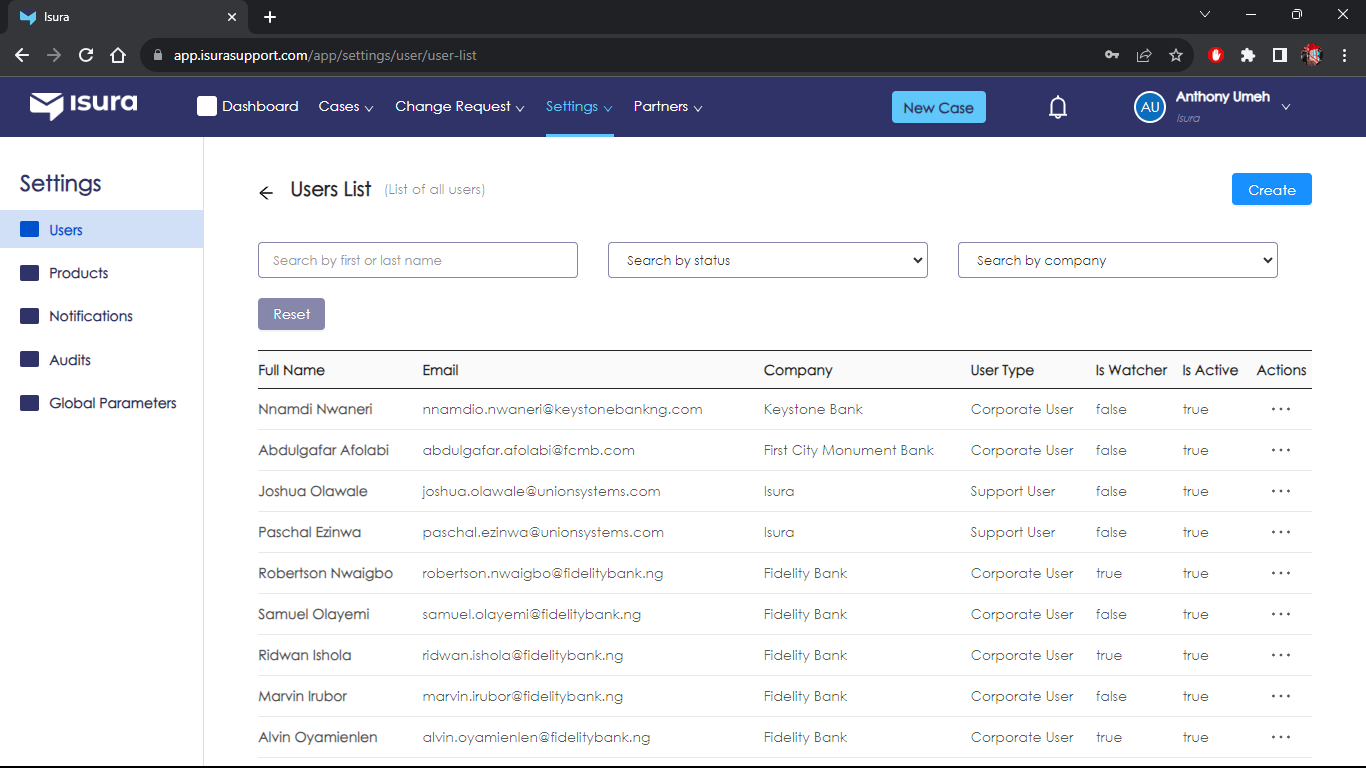 Isura
app.isurasupport.com/app/settings/user/user-list
ISURA Dashboard Cases Change Request Settings Partners New Case AU Anthony Umeh
Isura
Settings
Users
Products
Notifications
Audits
Global Parameters
Users List (List of all users) Create
Search by first or last name Search by status Search by company
Reset
Full Name Email Company User Type Is Watcher Is Active Actions
Nnamdi Nwaneri nnamdio.nwaneri@keystonebankng.com Keystone Bank Corporate User false true ...
Abdulgafar Afolabi abdulgafar.afolabi@fcmb.com First City Monument Bank Corporate User false true ...
Joshua Olawale joshua.olawale@unionsystems.com Isura Support User false true ...
Paschal Ezinwa paschal.ezinwa@unionsystems.com Isura Support User false true ...
Robertson Nwaigbo robertson.nwaigbo@fidelitybank.ng Fidelity Bank Corporate User true true ...
Samuel Olayemi samuel.olayemi@fidelitybank.ng Fidelity Bank Corporate User false true ...
Ridwan Ishola ridwan.ishola@fidelitybank.ng Fidelity Bank Corporate User true true ...
Marvin Irubor marvin.irubor@fidelitybank.ng Fidelity Bank Corporate User false true ...
Alvin Oyamienlen alvin.oyamienlen@fidelitybank.ng Fidelity Bank Corporate User true true ...